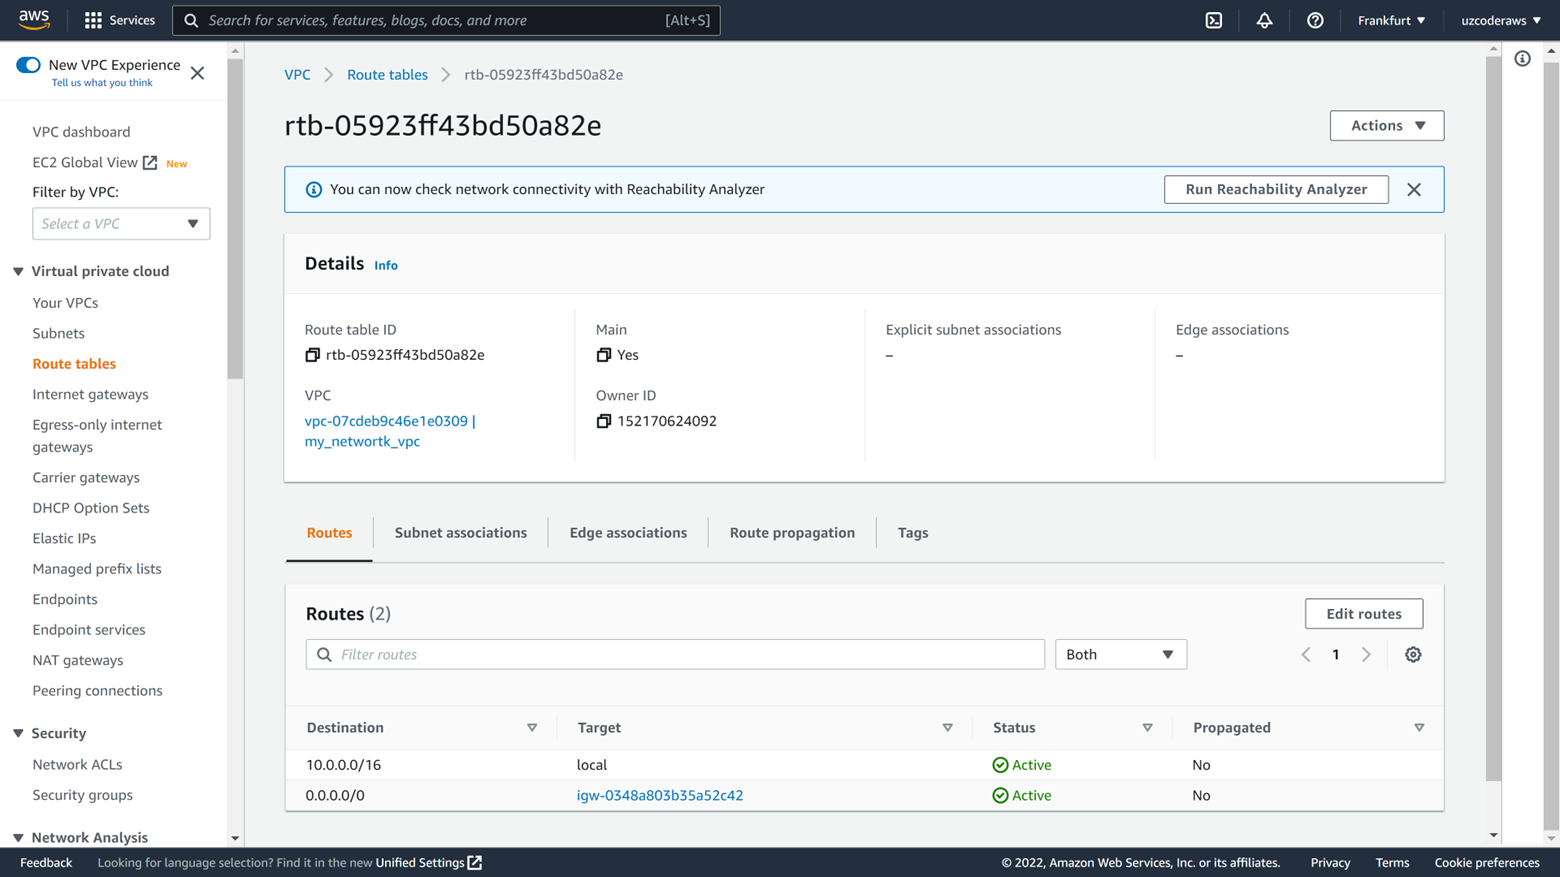 aws
Services
Search for services, features, blogs, docs, and more
[Alt+S]
Frankfurt
uzcoderaws
New VPC Experience
Tell us what you think
VPC dashboard
EC2 Global View New
Filter by VPC:
Select a VPC
Virtual private cloud
Your VPCs
Subnets
Route tables
Internet gateways
Egress-only internet
gateways
Carrier gateways
DHCP Option Sets
Elastic IPs
Managed prefix lists
Endpoints
Endpoint services
NAT gateways
Peering connections
Security
Network ACLs
Security groups
Network Analysis
VPC
Route tables
rtb-05923ff43bd50a82e
rtb-05923ff43bd50a82e
Actions
You can now check network connectivity with Reachability Analyzer
Run Reachability Analyzer
Details Info
Route table ID
rtb-05923ff43bd50a82e
Main
Yes
Explicit subnet associations
–
Edge associations
–
VPC
vpc-07cdeb9c46e1e0309 |
my_networtk_vpc
Owner ID
152170624092
Routes
Subnet associations
Edge associations
Route propagation
Tags
Routes (2)
Edit routes
Filter routes
Both
1
Destination Target Status Propagated
10.0.0.0/16 local Active No
0.0.0.0/0 igw-0348a803b35a52c42 Active No
Feedback
Looking for language selection? Find it in the new Unified Settings
© 2022, Amazon Web Services, Inc. or its affiliates.
Privacy
Terms
Cookie preferences